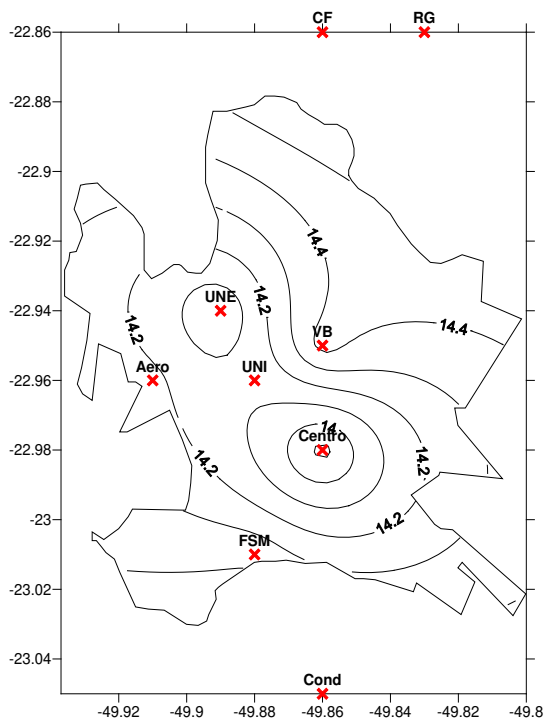 CF RG
-22.86
-22.88
-22.9
14.4
-22.92
UNE
14.2
-22.94
14.2 VB 14.4
Aero UNI
-22.96
14
Centro
-22.98
14.2 14.2
-23
14.2
FSM
-23.02
-23.04
Cond
-49.92 -49.9 -49.88 -49.86 -49.84 -49.82 -49.8